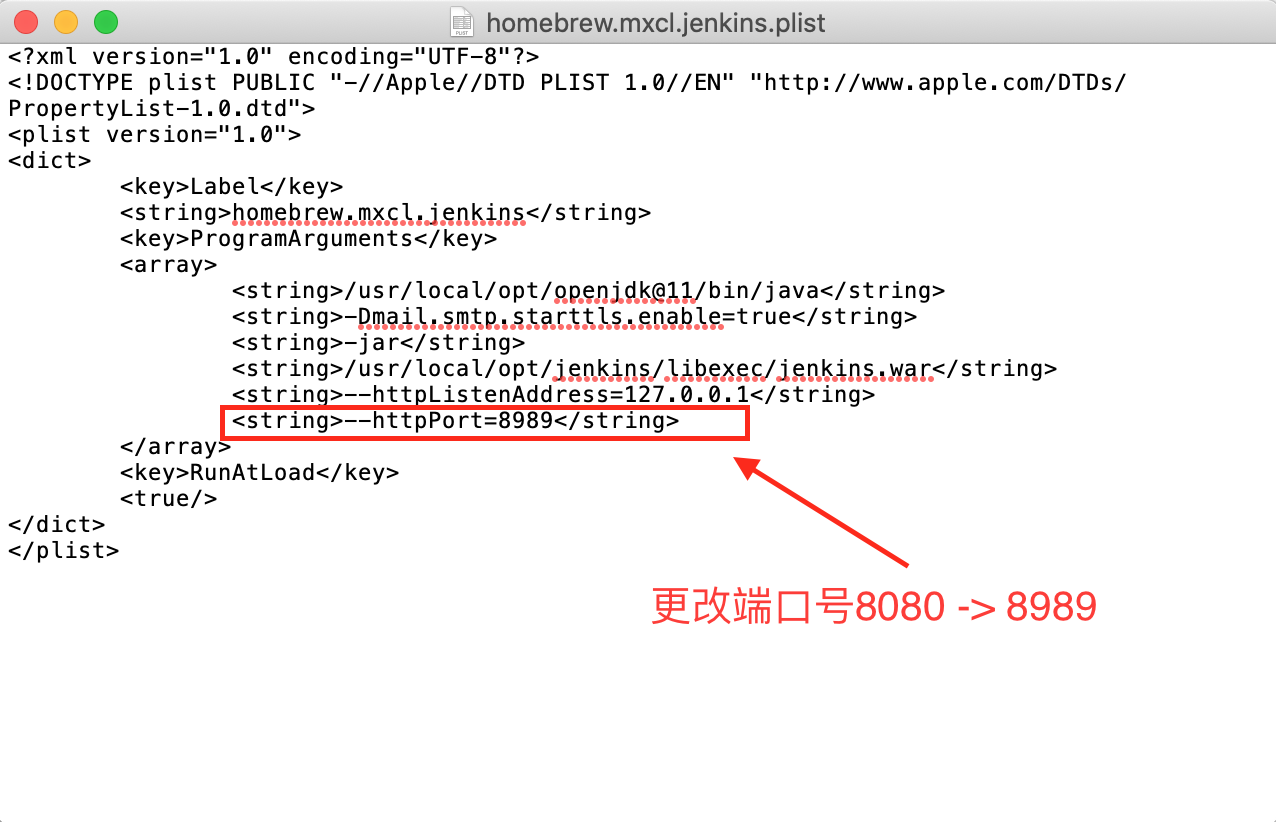 homebrew.mxcl.jenkins.plist
<?xml version="1.0" encoding="UTF-8"?>
<!DOCTYPE plist PUBLIC "-//Apple//DTD PLIST 1.0//EN" "http://www.apple.com/DTDs/
PropertyList-1.0.dtd">
<plist version="1.0">
<dict>
<key>Label</key>
<string>homebrew.mxcl.jenkins</string>
<key>ProgramArguments</key>
<array>
<string>/usr/local/opt/openjdk@11/bin/java</string>
<string>-Dmail.smtp.starttls.enable=true</string>
<string>-jar</string>
<string>/usr/local/opt/jenkins/libexec/jenkins.war</string>
<string>--httpListenAddress=127.0.0.1</string>
<string>--httpPort=8989</string>
</array>
<key>RunAtLoad</key>
<true/>
</dict>
</plist>
更改端口号8080 -> 8989